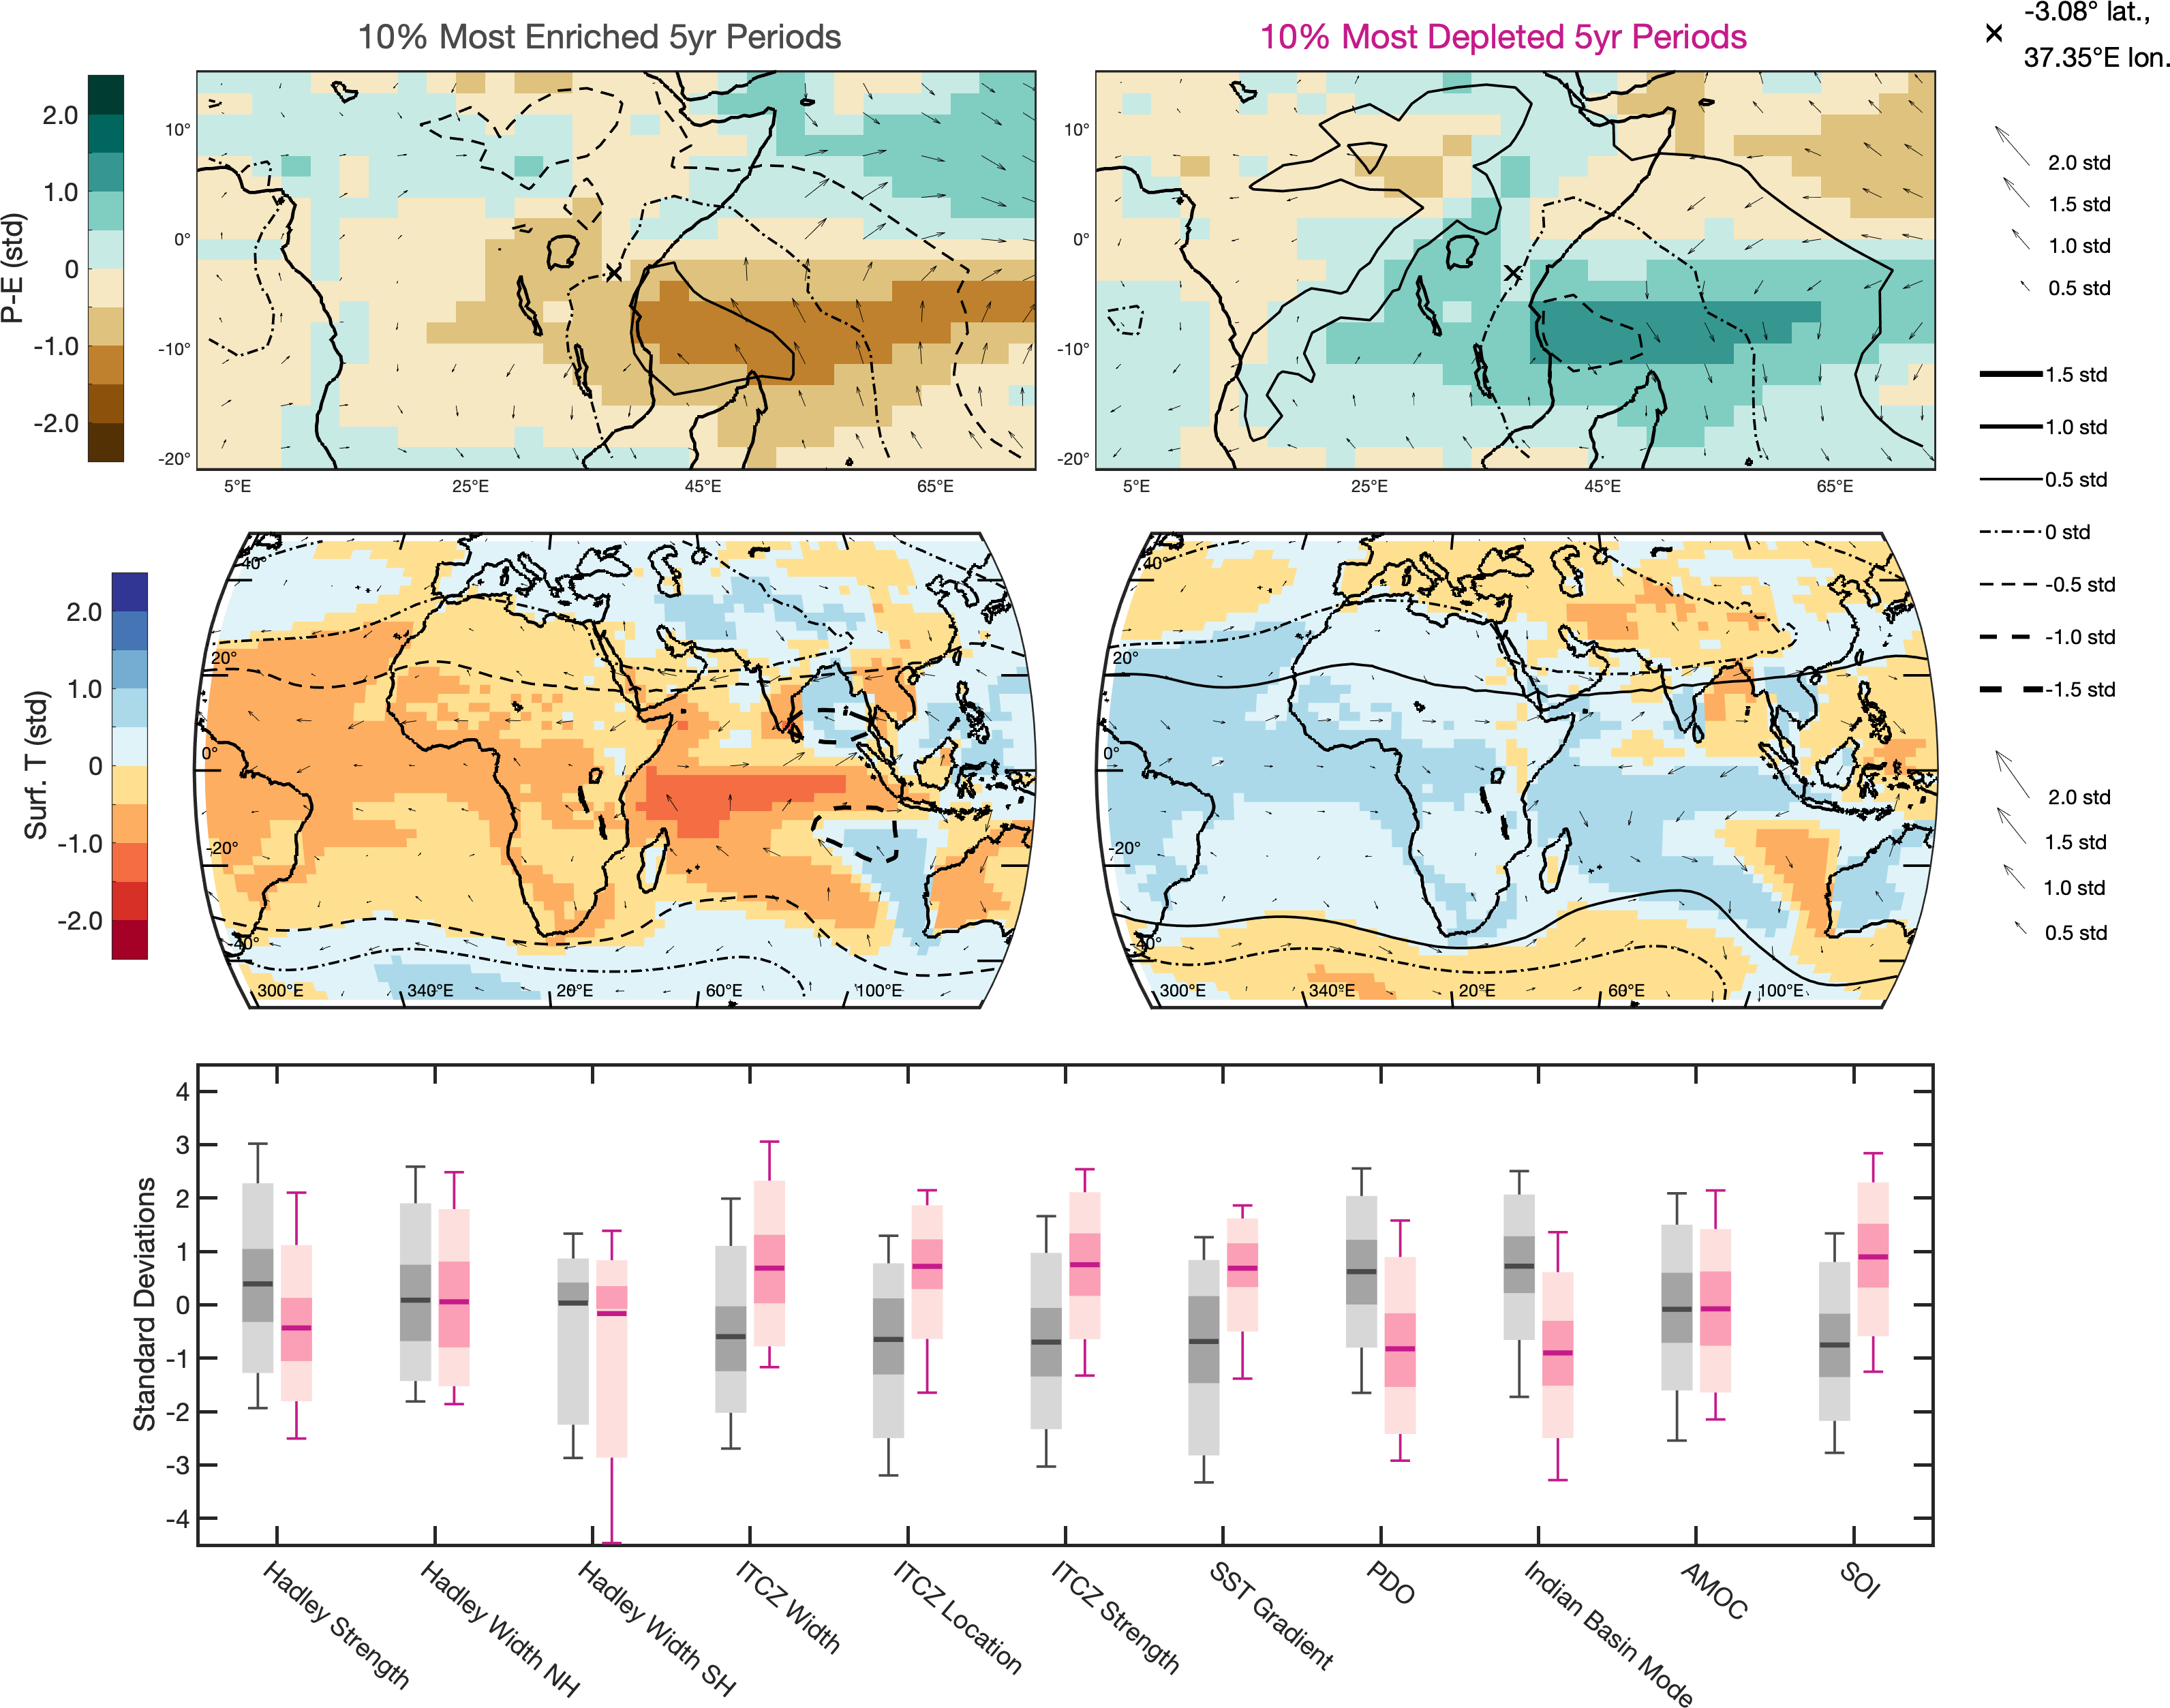 10% Most Enriched 5yr Periods
10% Most Depleted 5yr Periods
-3.08° lat.,
37.35°E lon.
P-E (std)
2.0
1.0
0
-1.0
-2.0
10°
0°
-10°
-20°
5°E
25°E
45°E
65°E
10°
0°
-10°
-20°
5°E
25°E
45°E
65°E
2.0 std
1.5 std
1.0 std
0.5 std
1.5 std
1.0 std
0.5 std
0 std
-0.5 std
-1.0 std
-1.5 std
Surf. T (std)
2.0
1.0
0
-1.0
-2.0
40°
20°
0°
-20°
-40°
300°E
340°E
20°E
60°E
100°E
40°
20°
0°
-20°
-40°
300°E
340°E
20°E
60°E
100°E
2.0 std
1.5 std
1.0 std
0.5 std
Standard Deviations
4
3
2
1
0
-1
-2
-3
-4
Hadley Strength
Hadley Width NH
Hadley Width SH
ITCZ Width
ITCZ Location
ITCZ Strength
SST Gradient
PDO
Indian Basin Mode
AMOC
SOI